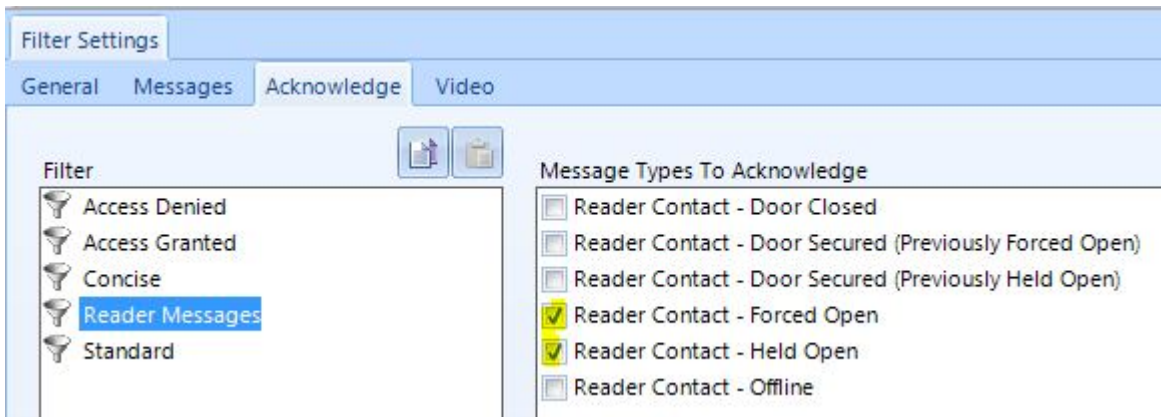 Filter Settings
General Messages Acknowledge Video
Filter
Access Denied
Access Granted
Concise
Reader Messages
Standard
Message Types To Acknowledge
Reader Contact - Door Closed
Reader Contact - Door Secured (Previously Forced Open)
Reader Contact - Door Secured (Previously Held Open)
Reader Contact - Forced Open
Reader Contact - Held Open
Reader Contact - Offline